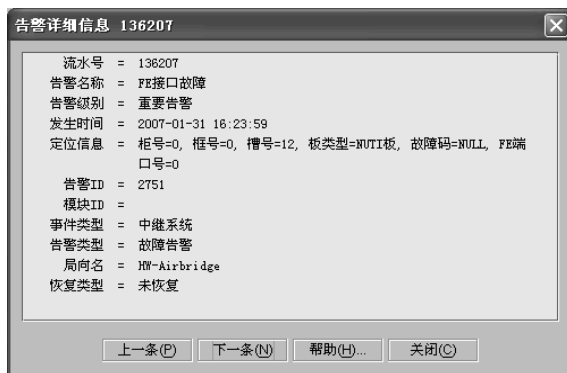 告警详细信息 136207
流水号 = 136207
告警名称 = FE接口故障
告警级别 = 重要告警
发生时间 = 2007-01-31 16:23:59
定位信息 = 柜号=0, 框号=0, 槽号=12, 板类型=NUTI板, 故障码=NULL, FE端
口号=0
告警ID = 2751
模块ID =
事件类型 = 中继系统
告警类型 = 故障告警
局向名 = HW-Airbridge
恢复类型 = 未恢复
上一条(P) 下一条(N) 帮助(H)... 关闭(C)